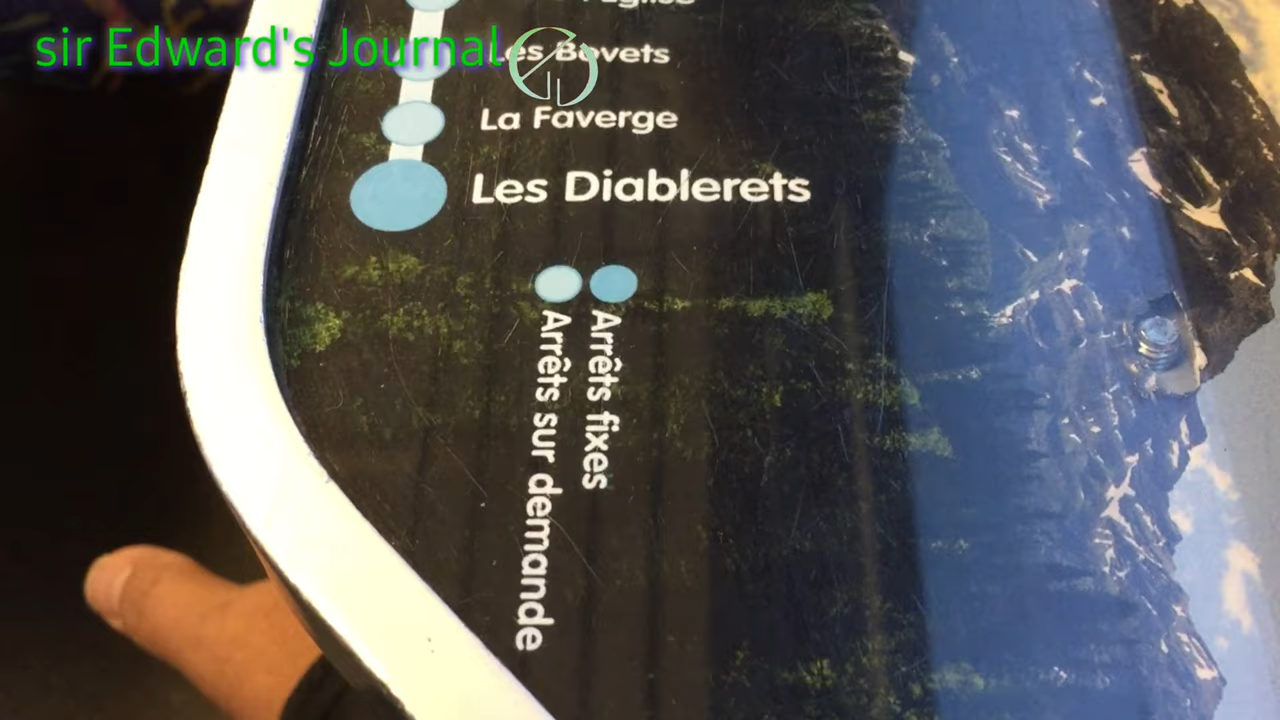 sir Edward's Journal
Les Bovets
La Faverge
Les Diablerets
Arrêts fixes
Arrêts sur demande